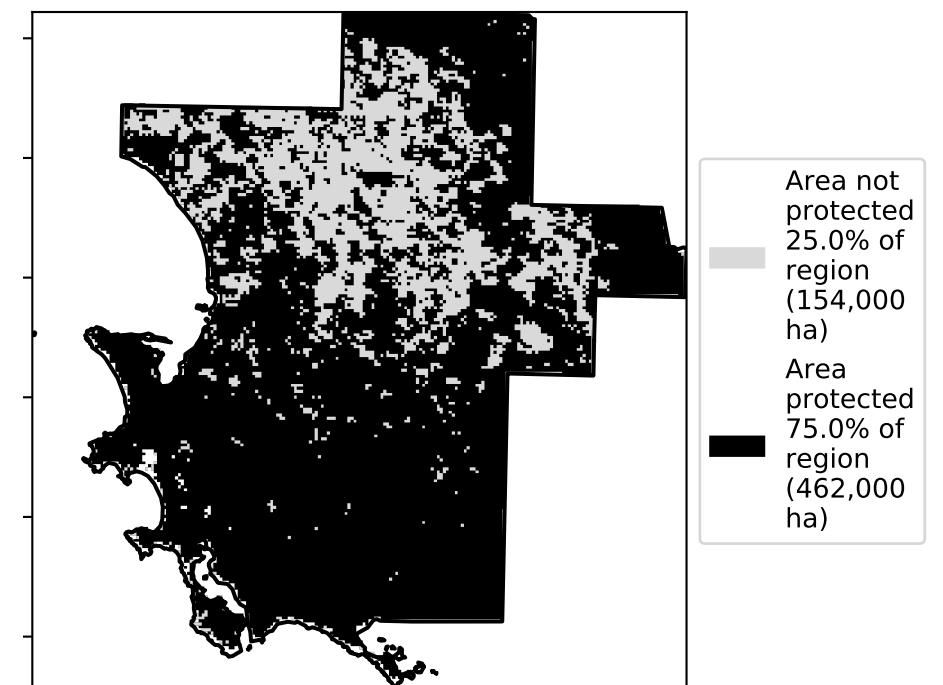 Area not
protected
25.0% of
region
(154,000
ha)
Area
protected
75.0% of
region
(462,000
ha)